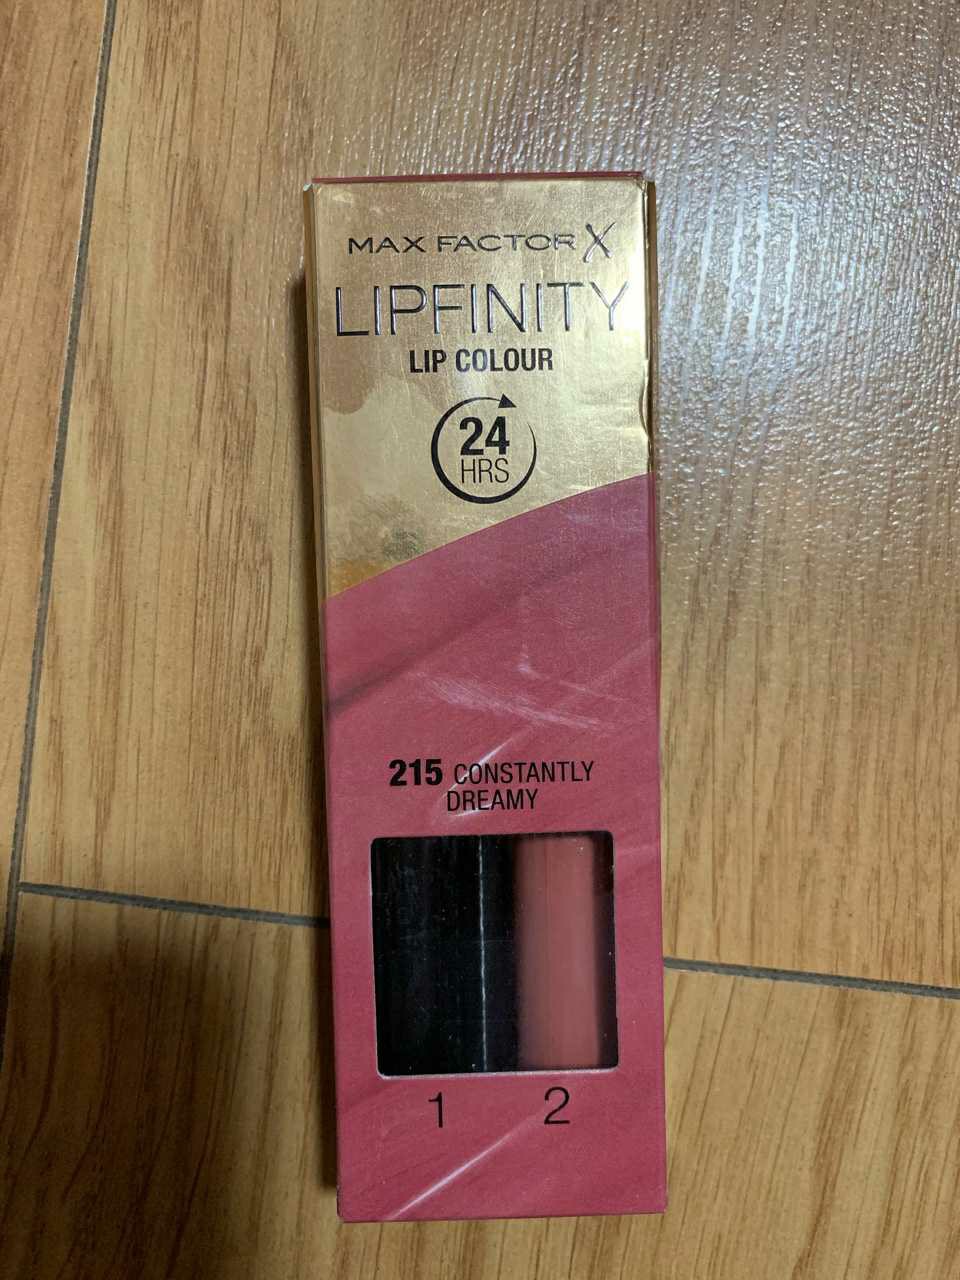 MAX FACTOR X
LIPFINITY
LIP COLOUR
24
HRS
215 CONSTANTLY
DREAMY
1 2